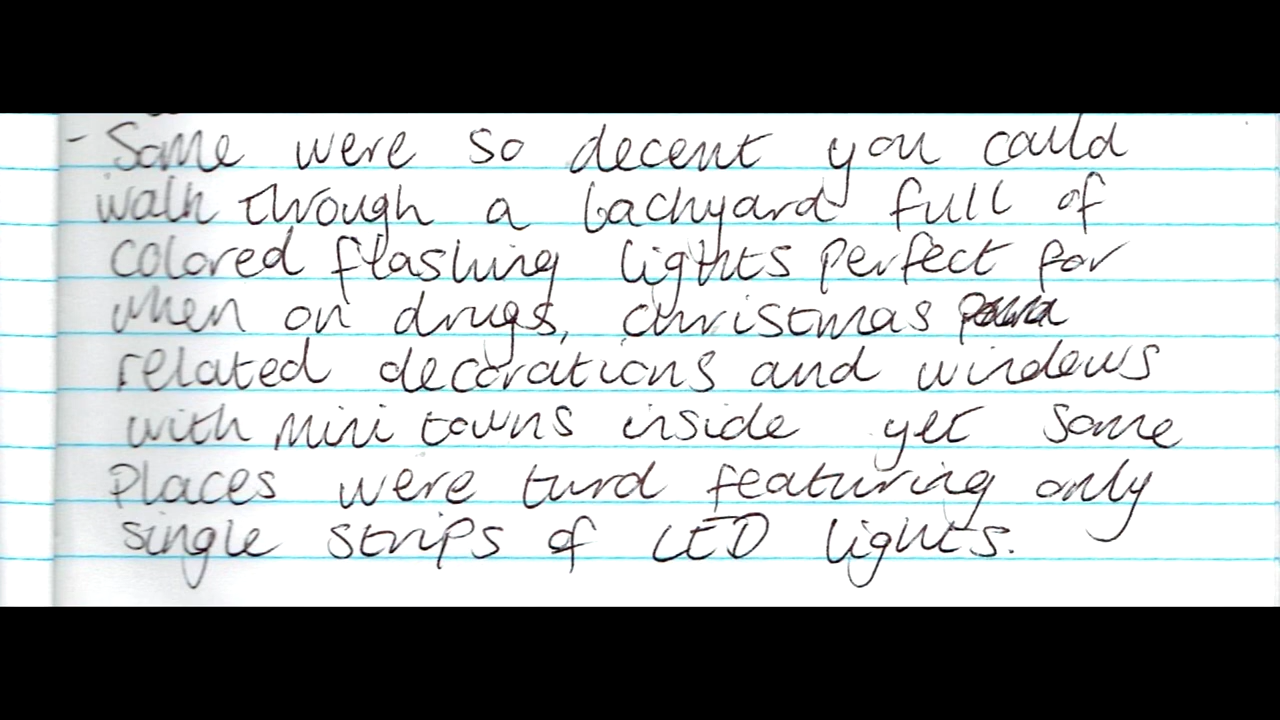 - Some were so decent you could
walk through a backyard full of
colored flashing lights perfect for
when on drugs, christmas
related decorations and windows
with mini towns inside yet some
places were turd featuring only
single strips of LED lights.